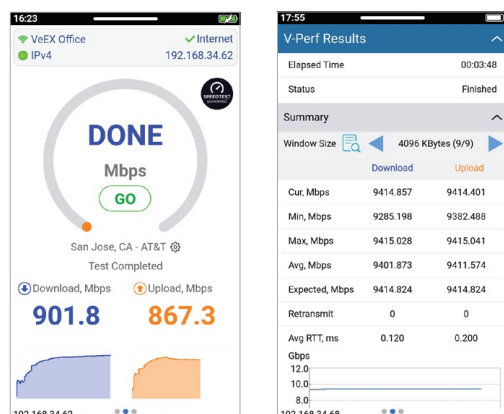 16:23
VeEX Office
Internet
IPv4
192.168.34.62
SPEEDTEST
powered
DONE
Mbps
GO
San Jose, CA - AT&T
Test Completed
Download, Mbps
Upload, Mbps
901.8
867.3
192.168.34.62
17:55
V-Perf Results
Elapsed Time 00:03:48
Status Finished
Summary
Window Size 4096 KBytes (9/9)
Download Upload
Cur, Mbps 9414.857 9414.401
Min, Mbps 9285.198 9382.488
Max, Mbps 9415.028 9415.041
Avg, Mbps 9401.873 9411.574
Expected, Mbps 9414.824 9414.824
Retransmit 0 0
Avg RTT, ms 0.120 0.200
Gbps
12.0
10.0
8.0
192.168.34.68